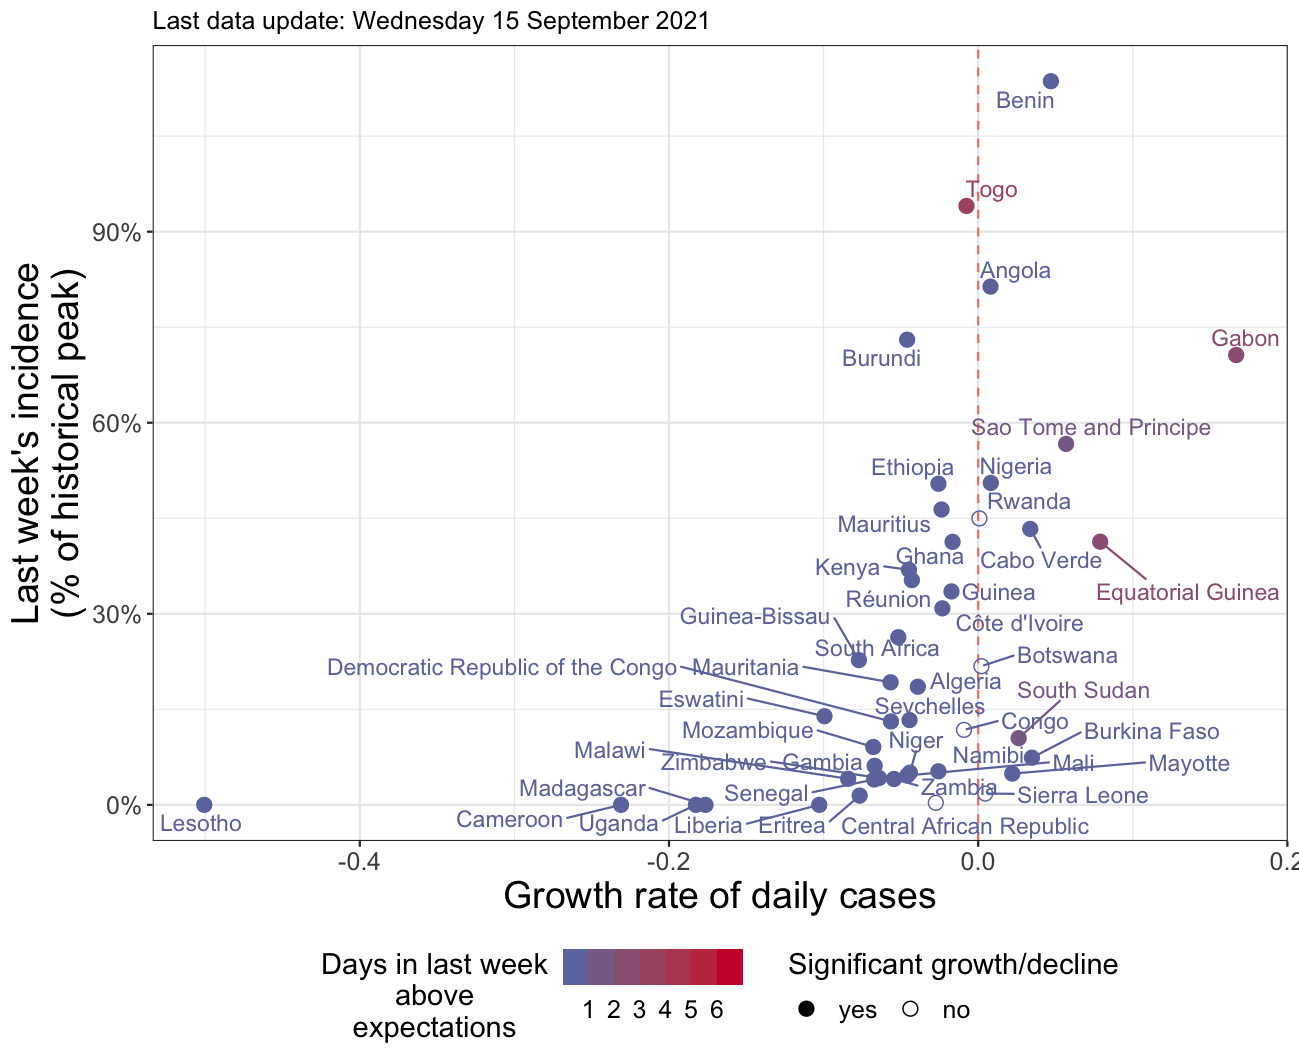 Last data update: Wednesday 15 September 2021
Last week's incidence
(% of historical peak)
90%
60%
30%
0%
Benin
Togo
Angola
Burundi
Gabon
Sao Tome and Principe
Ethiopia
Nigeria
Rwanda
Mauritius
Ghana
Cabo Verde
Kenya
Equatorial Guinea
Réunion
Guinea
Guinea-Bissau
Côte d'Ivoire
South Africa
Botswana
Democratic Republic of the Congo
Mauritania
Algeria
South Sudan
Eswatini
Seychelles
Congo
Mozambique
Burkina Faso
Niger
Malawi
Namibi
Zimbabwe
Gambia
Mali
Mayotte
Madagascar
Senegal
Zambia
Sierra Leone
Lesotho
Cameroon
Uganda
Liberia
Eritrea
Central African Republic
-0.4
-0.2
0.0
0.2
Growth rate of daily cases
Days in last week
above
expectations
1 2 3 4 5 6
Significant growth/decline
yes
no